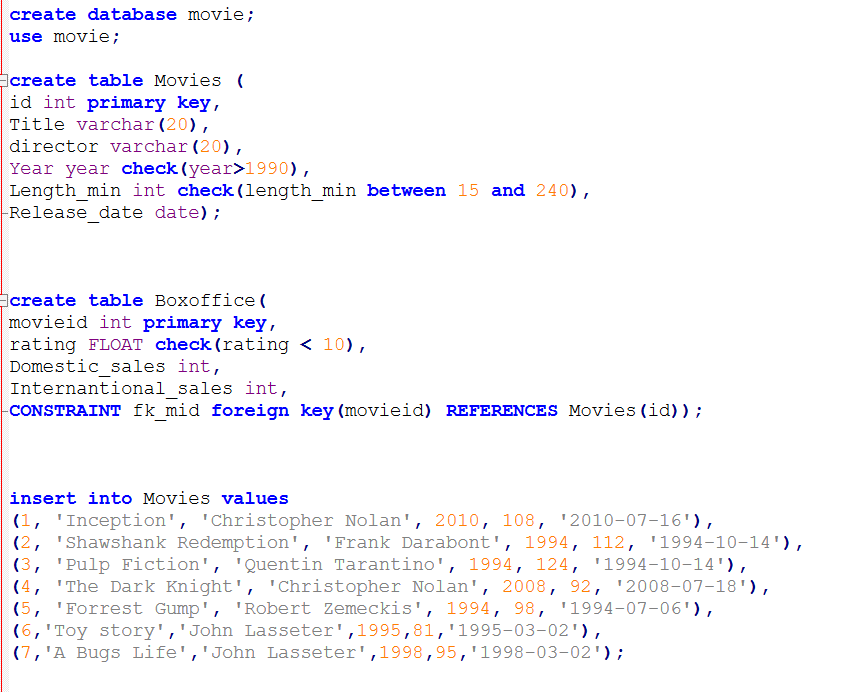 create database movie;
use movie;
create table Movies (
id int primary key,
Title varchar(20),
director varchar(20),
Year year check(year>1990),
Length_min int check(length_min between 15 and 240),
Release_date date);
create table Boxoffice(
movieid int primary key,
rating FLOAT check(rating < 10),
Domestic_sales int,
Internantional_sales int,
CONSTRAINT fk_mid foreign key(movieid) REFERENCES Movies(id));
insert into Movies values
(1, 'Inception', 'Christopher Nolan', 2010, 108, '2010-07-16'),
(2, 'Shawshank Redemption', 'Frank Darabont', 1994, 112, '1994-10-14'),
(3, 'Pulp Fiction', 'Quentin Tarantino', 1994, 124, '1994-10-14'),
(4, 'The Dark Knight', 'Christopher Nolan', 2008, 92, '2008-07-18'),
(5, 'Forrest Gump', 'Robert Zemeckis', 1994, 98, '1994-07-06'),
(6,'Toy story','John Lasseter',1995,81,'1995-03-02'),
(7,'A Bugs Life','John Lasseter',1998,95,'1998-03-02');